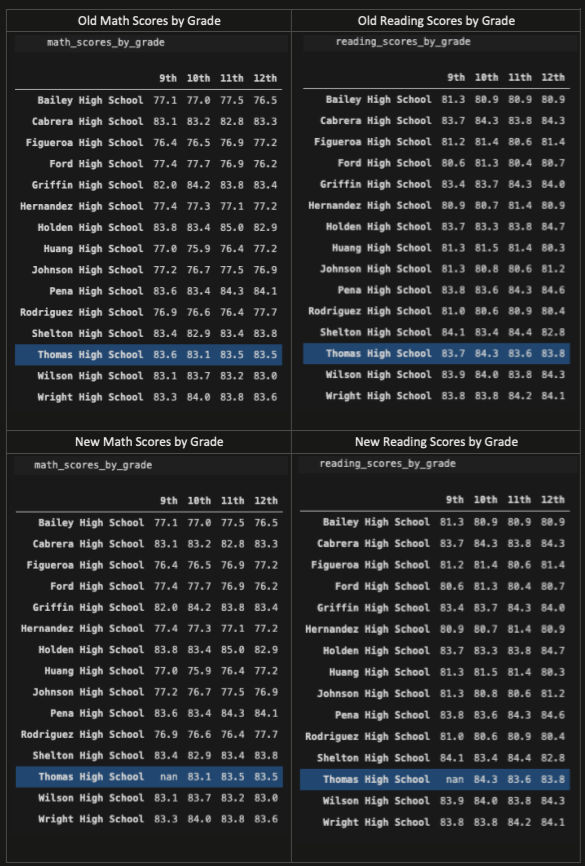 Old Math Scores by Grade
math_scores_by_grade
9th 10th 11th 12th
Bailey High School 77.1 77.0 77.5 76.5
Cabrera High School 83.1 83.2 82.8 83.3
Figueroa High School 76.4 76.5 76.9 77.2
Ford High School 77.4 77.7 76.9 76.2
Griffin High School 82.0 84.2 83.8 83.4
Hernandez High School 77.4 77.3 77.1 77.2
Holden High School 83.8 83.4 85.0 82.9
Huang High School 77.0 75.9 76.4 77.2
Johnson High School 77.2 76.7 77.5 76.9
Pena High School 83.6 83.4 84.3 84.1
Rodriguez High School 76.9 76.6 76.4 77.7
Shelton High School 83.4 82.9 83.4 83.8
Thomas High School 83.6 83.1 83.5 83.5
Wilson High School 83.1 83.7 83.2 83.0
Wright High School 83.3 84.0 83.8 83.6
Old Reading Scores by Grade
reading_scores_by_grade
9th 10th 11th 12th
Bailey High School 81.3 80.9 80.9 80.9
Cabrera High School 83.7 84.3 83.8 84.3
Figueroa High School 81.2 81.4 80.6 81.4
Ford High School 80.6 81.3 80.4 80.7
Griffin High School 83.4 83.7 84.3 84.0
Hernandez High School 80.9 80.7 81.4 80.9
Holden High School 83.7 83.3 83.8 84.7
Huang High School 81.3 81.5 81.4 80.3
Johnson High School 81.3 80.8 80.6 81.2
Pena High School 83.8 83.6 84.3 84.6
Rodriguez High School 81.0 80.6 80.9 80.4
Shelton High School 84.1 83.4 84.4 82.8
Thomas High School 83.7 84.3 83.6 83.8
Wilson High School 83.9 84.0 83.8 84.3
Wright High School 83.8 83.8 84.2 84.1
New Math Scores by Grade
math_scores_by_grade
9th 10th 11th 12th
Bailey High School 77.1 77.0 77.5 76.5
Cabrera High School 83.1 83.2 82.8 83.3
Figueroa High School 76.4 76.5 76.9 77.2
Ford High School 77.4 77.7 76.9 76.2
Griffin High School 82.0 84.2 83.8 83.4
Hernandez High School 77.4 77.3 77.1 77.2
Holden High School 83.8 83.4 85.0 82.9
Huang High School 77.0 75.9 76.4 77.2
Johnson High School 77.2 76.7 77.5 76.9
Pena High School 83.6 83.4 84.3 84.1
Rodriguez High School 76.9 76.6 76.4 77.7
Shelton High School 83.4 82.9 83.4 83.8
Thomas High School nan 83.1 83.5 83.5
Wilson High School 83.1 83.7 83.2 83.0
Wright High School 83.3 84.0 83.8 83.6
New Reading Scores by Grade
reading_scores_by_grade
9th 10th 11th 12th
Bailey High School 81.3 80.9 80.9 80.9
Cabrera High School 83.7 84.3 83.8 84.3
Figueroa High School 81.2 81.4 80.6 81.4
Ford High School 80.6 81.3 80.4 80.7
Griffin High School 83.4 83.7 84.3 84.0
Hernandez High School 80.9 80.7 81.4 80.9
Holden High School 83.7 83.3 83.8 84.7
Huang High School 81.3 81.5 81.4 80.3
Johnson High School 81.3 80.8 80.6 81.2
Pena High School 83.8 83.6 84.3 84.6
Rodriguez High School 81.0 80.6 80.9 80.4
Shelton High School 84.1 83.4 84.4 82.8
Thomas High School nan 84.3 83.6 83.8
Wilson High School 83.9 84.0 83.8 84.3
Wright High School 83.8 83.8 84.2 84.1